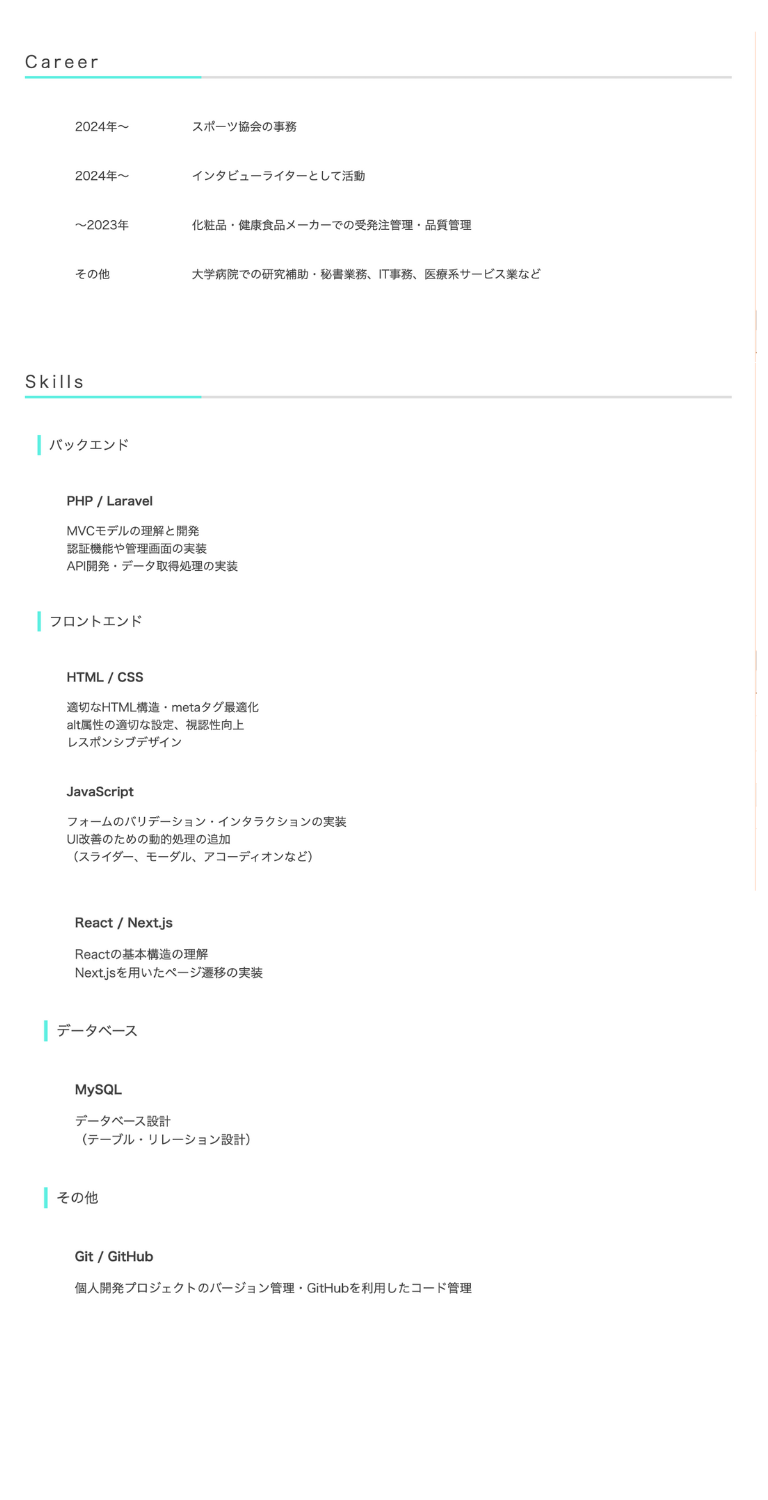 Career
2024年〜 スポーツ協会の事務
2024年〜 インタビューライターとして活動
〜2023年 化粧品・健康食品メーカーでの受発注管理・品質管理
その他 大学病院での研究補助・秘書業務、IT事務、医療系サービス業など
Skills
バックエンド
PHP / Laravel
MVCモデルの理解と開発
認証機能や管理画面の実装
API開発・データ取得処理の実装
フロントエンド
HTML / CSS
適切なHTML構造・metaタグ最適化
alt属性の適切な設定、視認性向上
レスポンシブデザイン
JavaScript
フォームのバリデーション・インタラクションの実装
UI改善のための動的処理の追加
（スライダー、モーダル、アコーディオンなど）
React / Next.js
Reactの基本構造の理解
Next.jsを用いたページ遷移の実装
データベース
MySQL
データベース設計
（テーブル・リレーション設計）
その他
Git / GitHub
個人開発プロジェクトのバージョン管理・GitHubを利用したコード管理